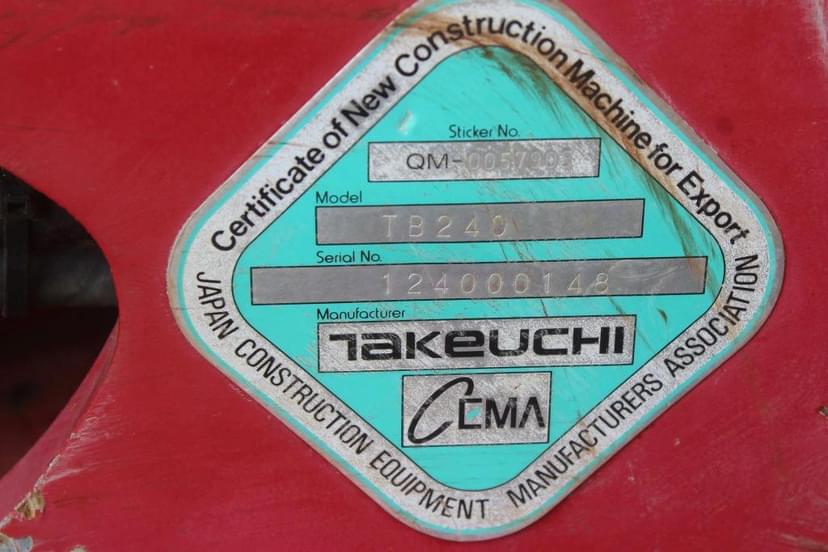 Certificate of New Construction Machine for Export
Sticker No.
QM-
Model
TB240
Serial No.
124000148
Manufacturer
TAKEUCHI
CEMA
JAPAN CONSTRUCTION EQUIPMENT MANUFACTURERS ASSOCIATION